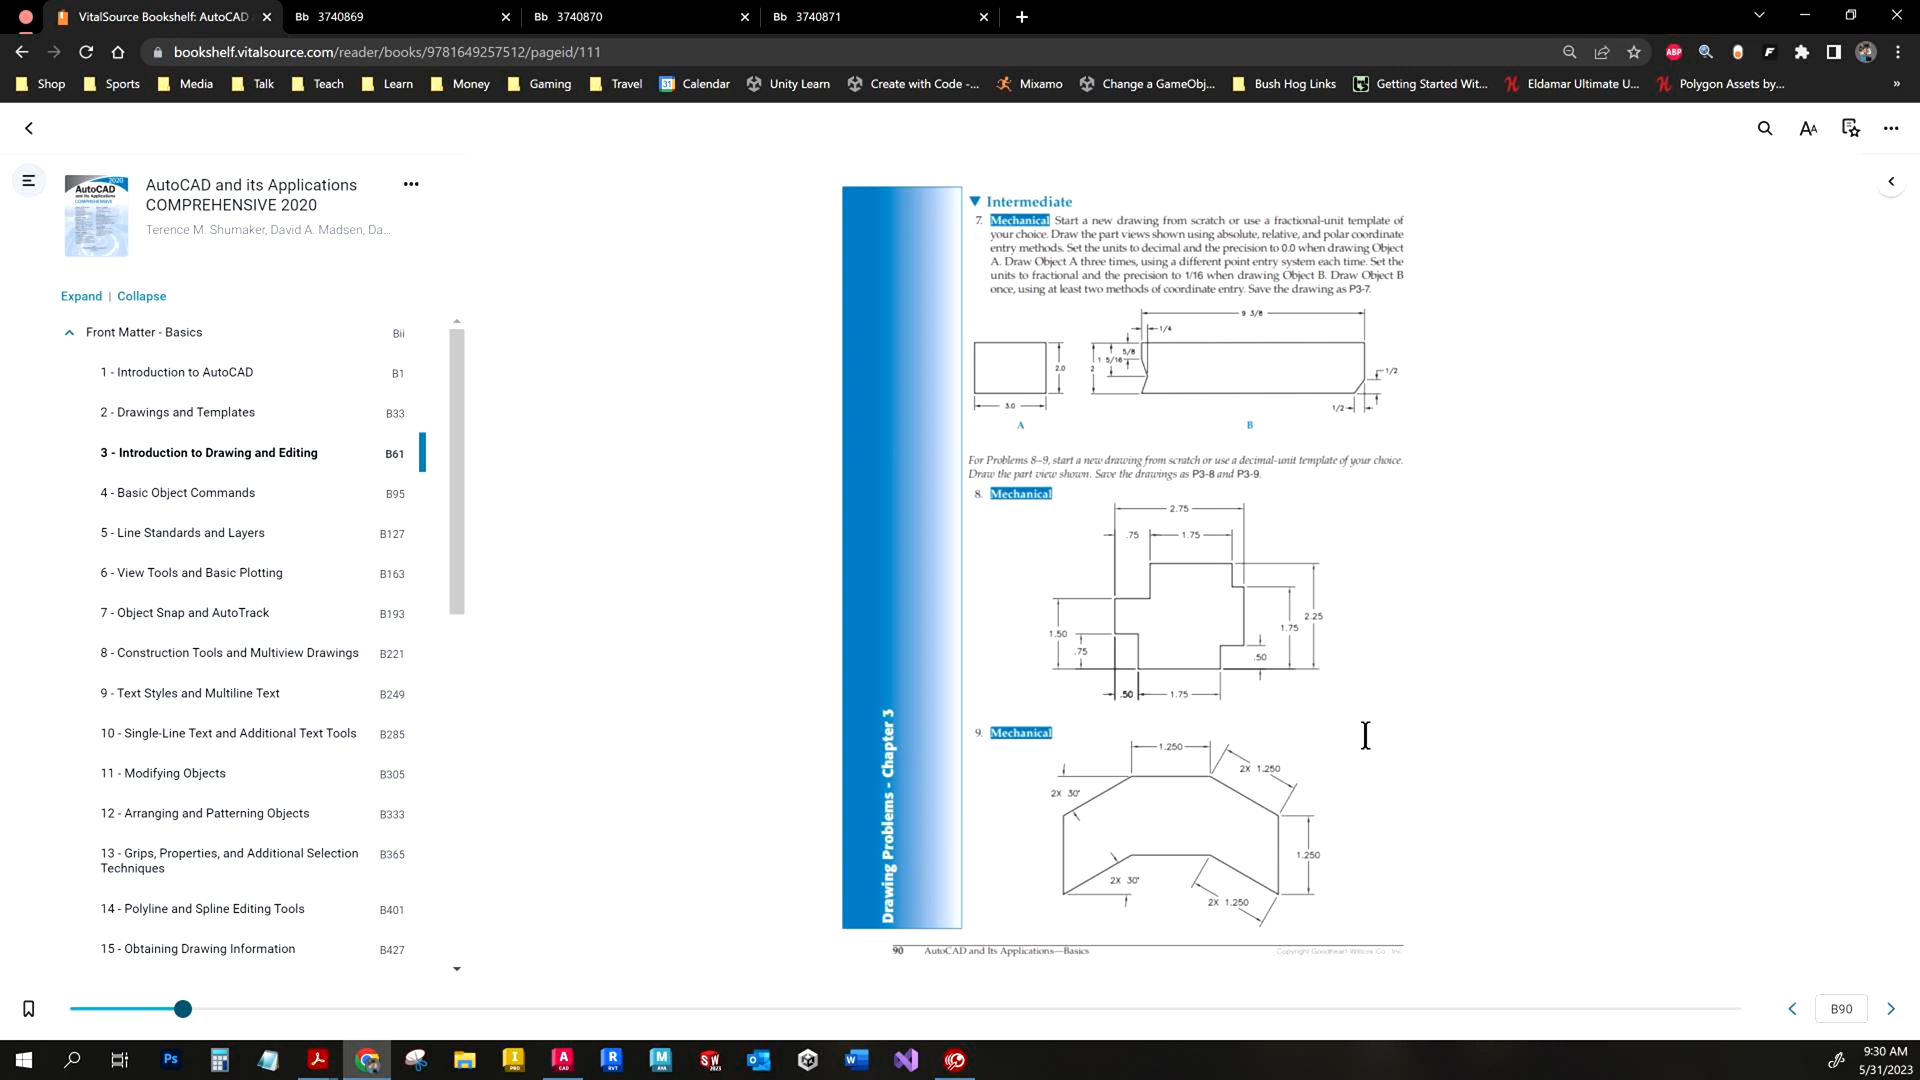 VitalSource Bookshelf: AutoCAD
Bb 3740869
Bb 3740870
Bb 3740871
bookshelf.vitalsource.com/reader/books/9781649257512/pageid/111
ABP
Shop
Sports
Media
Talk
Teach
Learn
Money
Gaming
Travel
31 Calendar
Unity Learn
Create with Code -...
Mixamo
Change a GameObj...
Bush Hog Links
Getting Started Wit...
Eldamar Ultimate U...
Polygon Assets by...
AutoCAD and its Applications
COMPREHENSIVE 2020
Terence M. Shumaker, David A. Madsen, Da...
Expand | Collapse
Front Matter - Basics Bii
1 - Introduction to AutoCAD B1
2 - Drawings and Templates B33
3 - Introduction to Drawing and Editing B61
4 - Basic Object Commands B95
5 - Line Standards and Layers B127
6 - View Tools and Basic Plotting B163
7 - Object Snap and AutoTrack B193
8 - Construction Tools and Multiview Drawings B221
9 - Text Styles and Multiline Text B249
10 - Single-Line Text and Additional Text Tools B285
11 - Modifying Objects B305
12 - Arranging and Patterning Objects B333
13 - Grips, Properties, and Additional Selection B365
Techniques
14 - Polyline and Spline Editing Tools B401
15 - Obtaining Drawing Information B427
Drawing Problems - Chapter 3
Intermediate
7. Mechanical Start a new drawing from scratch or use a fractional-unit template of
your choice. Draw the part views shown using absolute, relative, and polar coordinate
entry methods. Set the units to decimal and the precision to 0.0 when drawing Object
A. Draw Object A three times, using a different point entry system each time. Set the
units to fractional and the precision to 1/16 when drawing Object B. Draw Object B
once, using at least two methods of coordinate entry. Save the drawing as P3-7.
9 3/8
1/4
5/8
1 5/16
2.0
2
1/2
3.0
1/2
A
B
For Problems 8–9, start a new drawing from scratch or use a decimal-unit template of your choice.
Draw the part view shown. Save the drawings as P3-8 and P3-9.
8. Mechanical
2.75
.75
1.75
2.25
1.75
1.50
.75
.50
.50
1.75
9. Mechanical
1.250
2X 1.250
2X 30°
1.250
2X 30°
2X 1.250
90 AutoCAD and Its Applications—Basics
Copyright Goodheart-Willcox Co., Inc.
B90
9:30 AM
5/31/2023